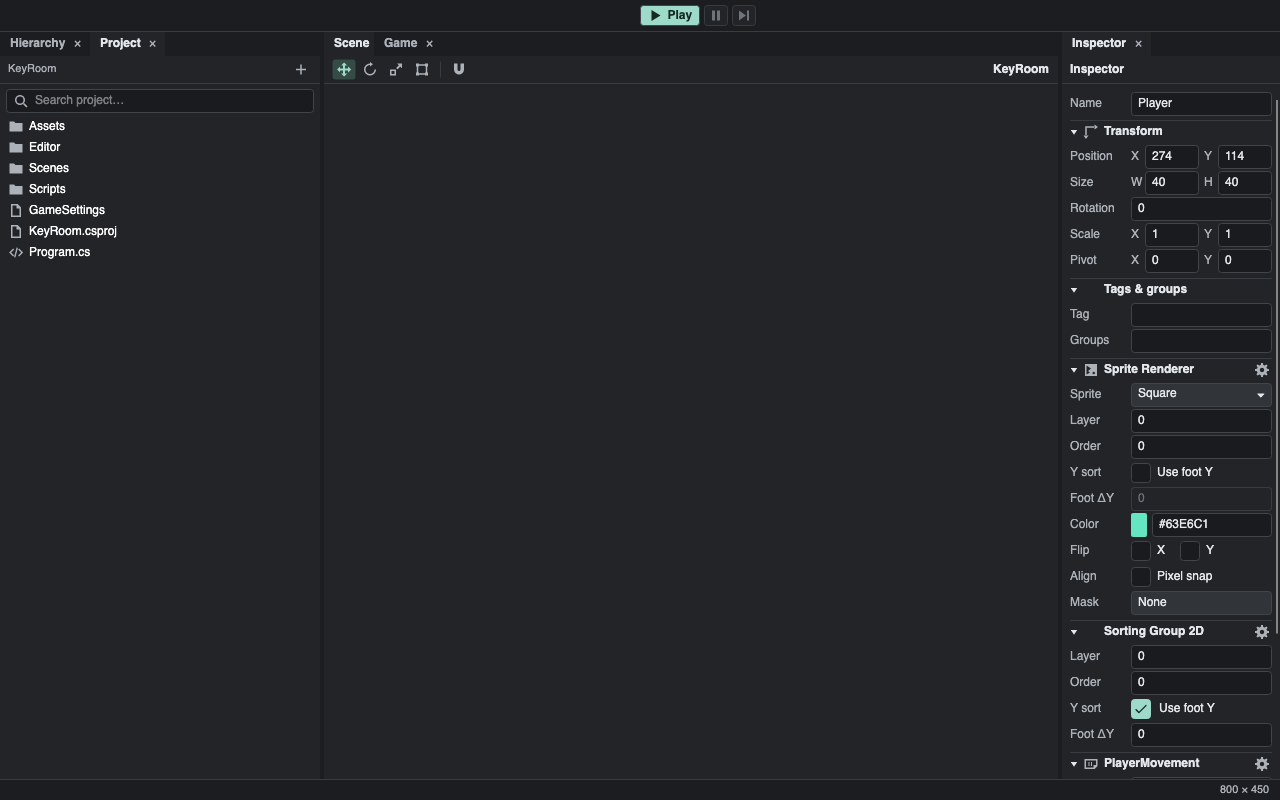 Play
Hierarchy × Project ×
Scene Game ×
Inspector ×
KeyRoom +
KeyRoom
Inspector
Search project…
Assets
Editor
Scenes
Scripts
GameSettings
KeyRoom.csproj
Program.cs
Name Player
Transform
Position X 274 Y 114
Size W 40 H 40
Rotation 0
Scale X 1 Y 1
Pivot X 0 Y 0
Tags & groups
Tag
Groups
Sprite Renderer
Sprite Square
Layer 0
Order 0
Y sort Use foot Y
Foot ΔY 0
Color #63E6C1
Flip X Y
Align Pixel snap
Mask None
Sorting Group 2D
Layer 0
Order 0
Y sort Use foot Y
Foot ΔY 0
PlayerMovement
800 × 450